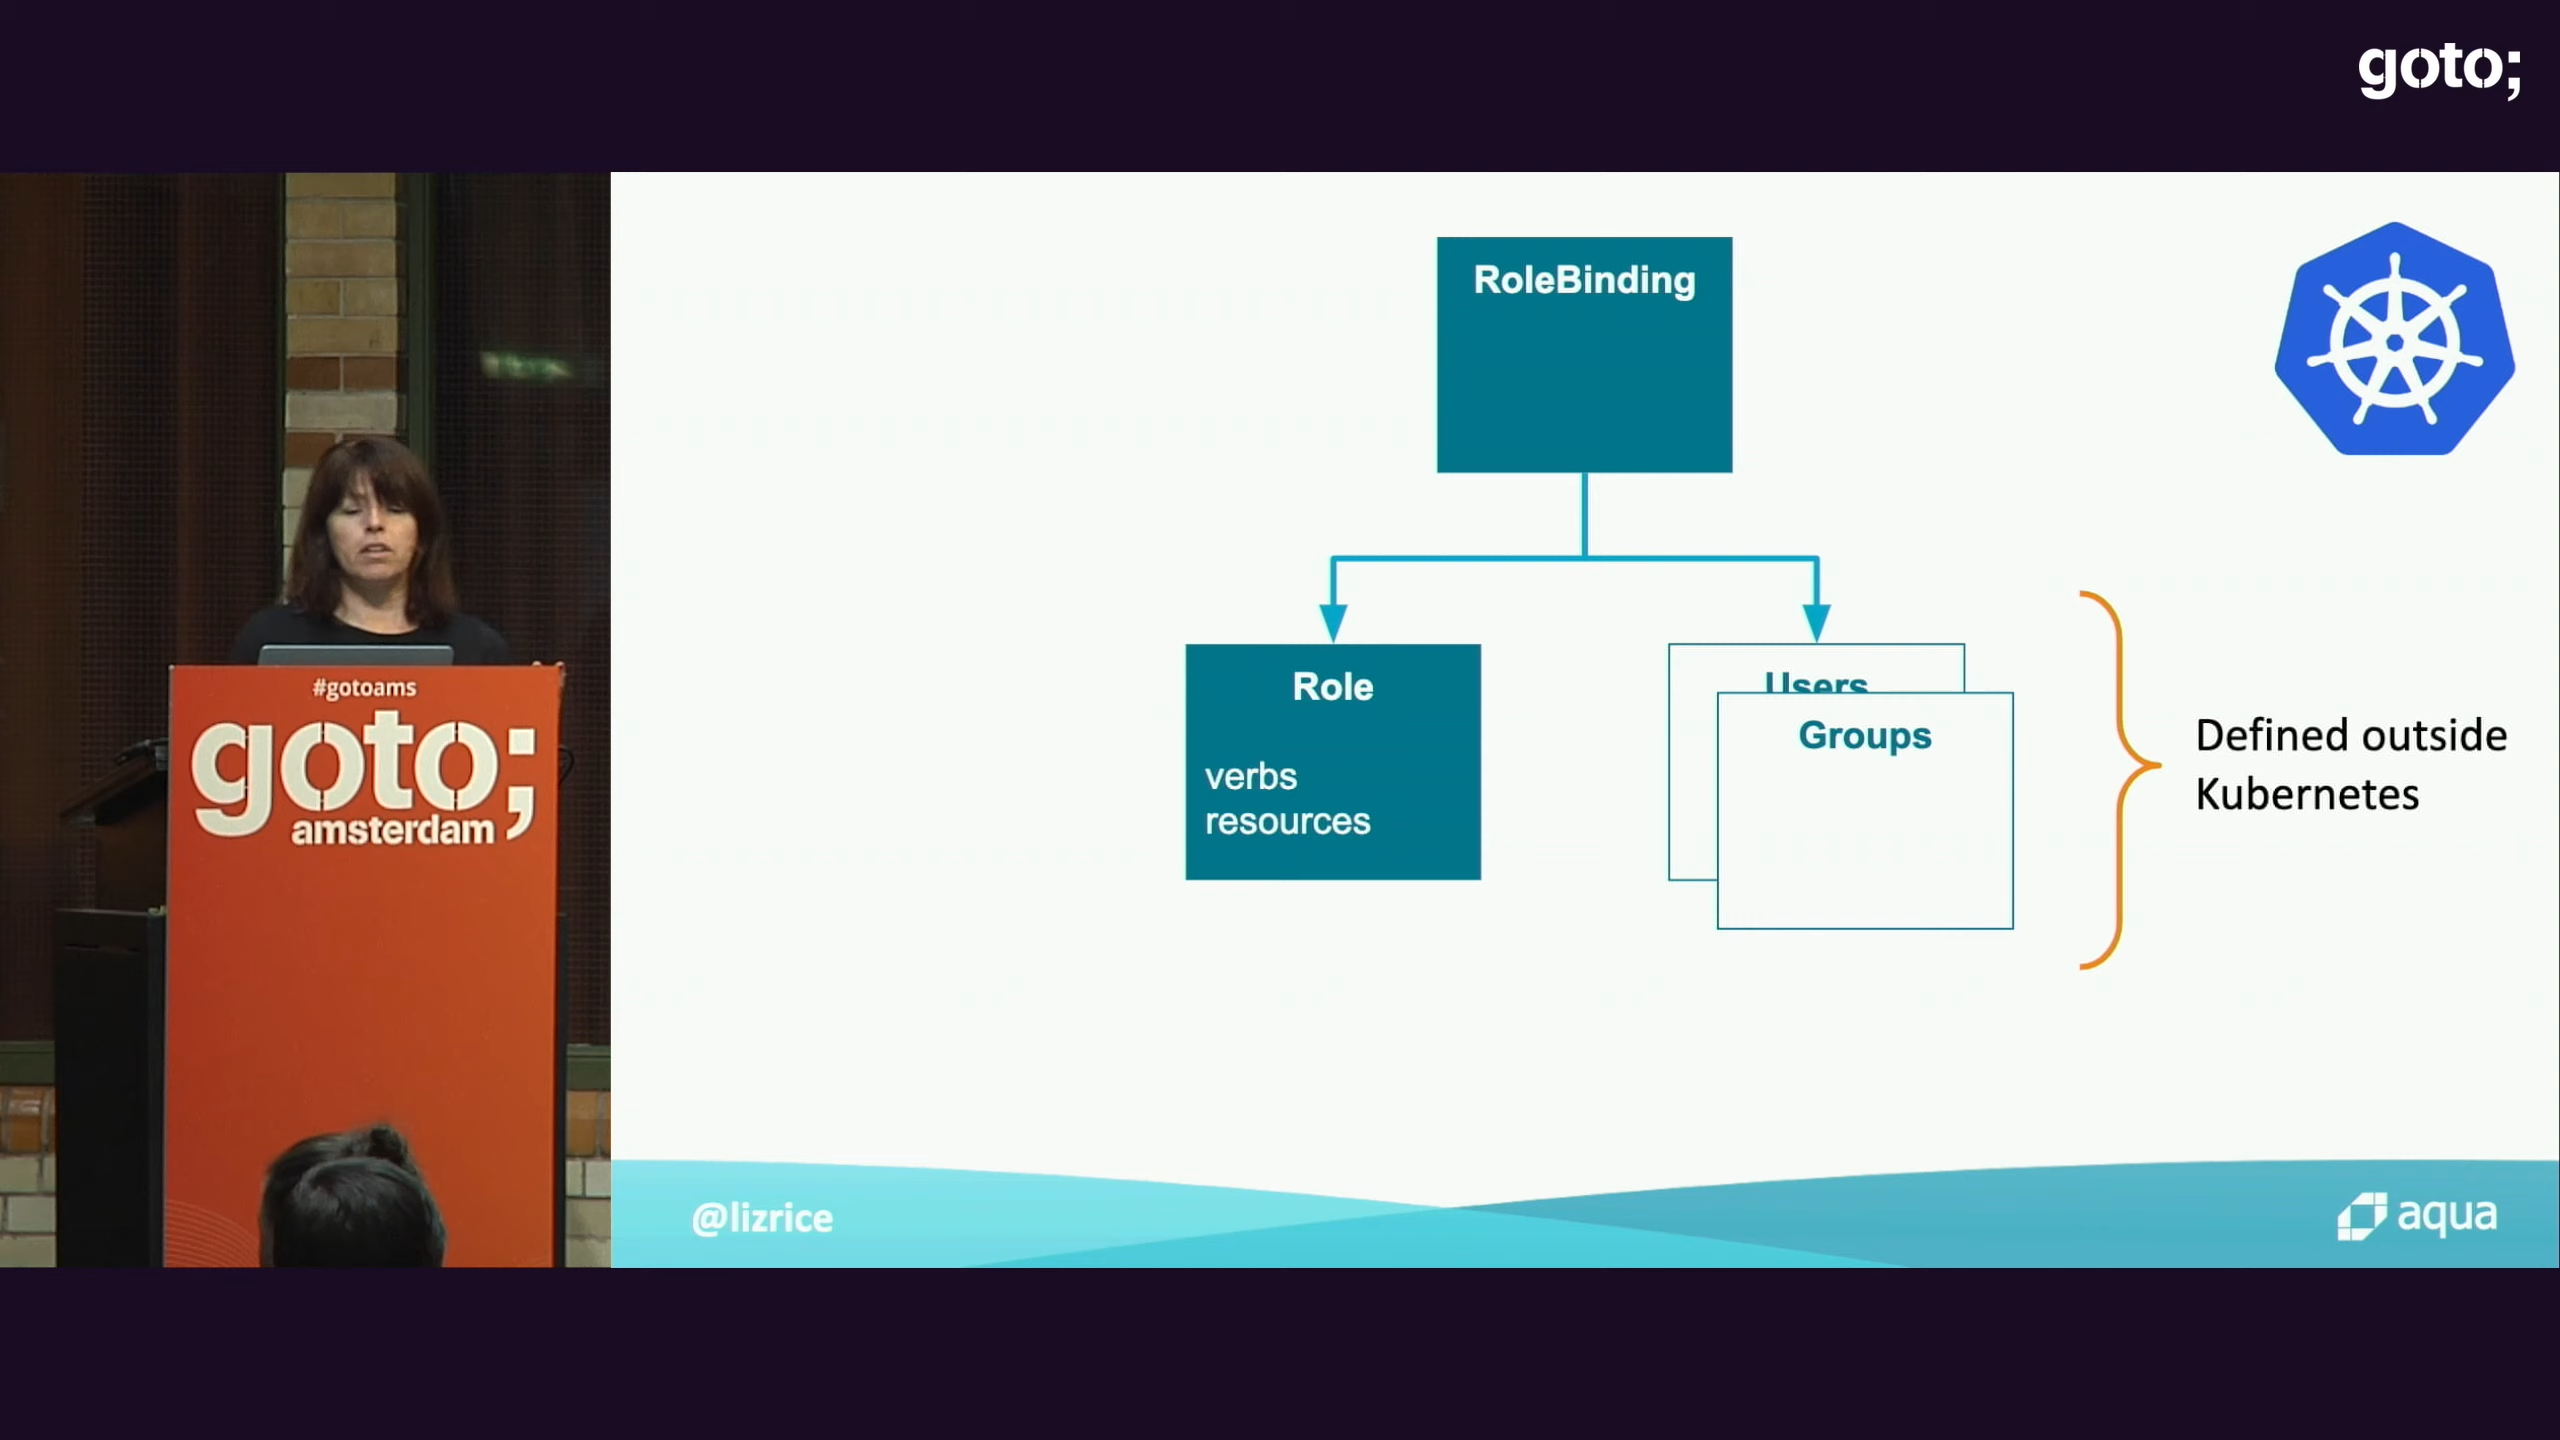 goto;
#gotoams
goto;
amsterdam
RoleBinding
Role
verbs
resources
Users
Groups
Defined outside
Kubernetes
@lizrice
aqua